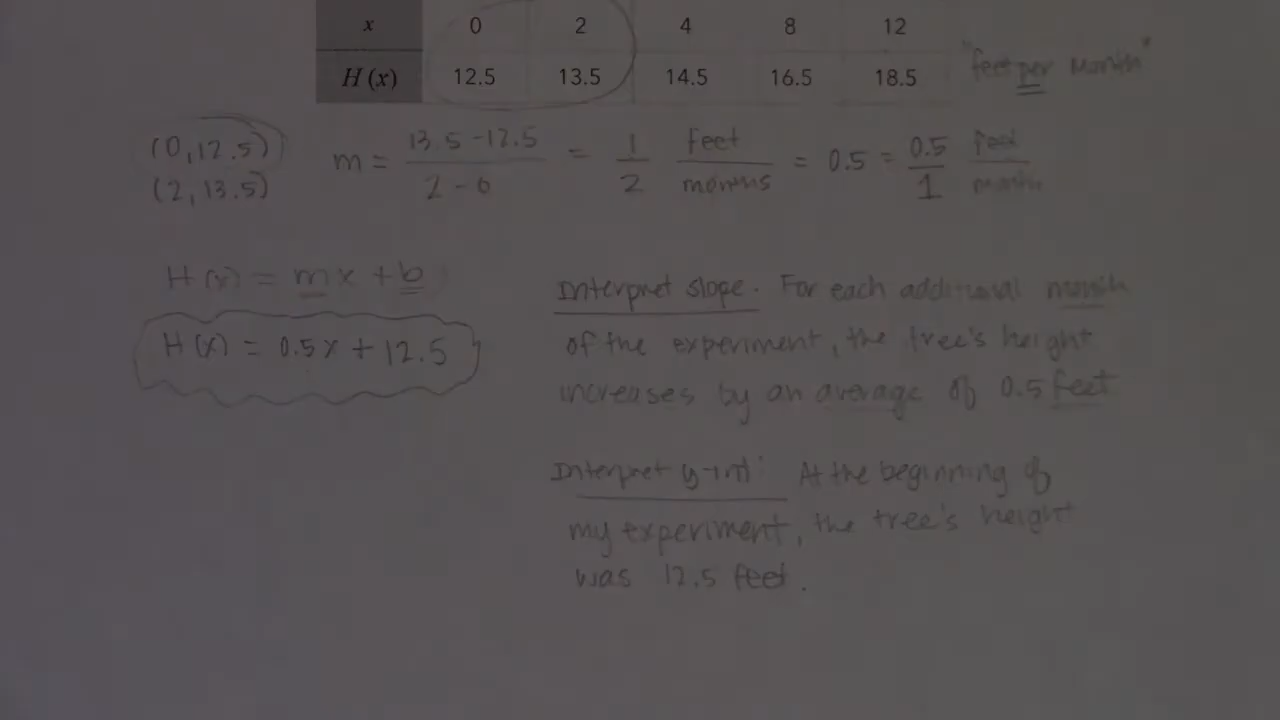 x 0 2 4 8 12
H(x) 12.5 13.5 14.5 16.5 18.5
"feet per month"
(0,12.5)
(2,13.5)
m = 13.5 - 12.5 / 2 - 0 = 1/2 feet/months = 0.5 = 0.5/1 feet/month
H(x) = mx + b
H(x) = 0.5x + 12.5
Interpret slope. For each additional month
of the experiment, the tree's height
increases by an average of 0.5 feet
Interpret y-int: At the beginning of
my experiment, the tree's height
was 12.5 feet.